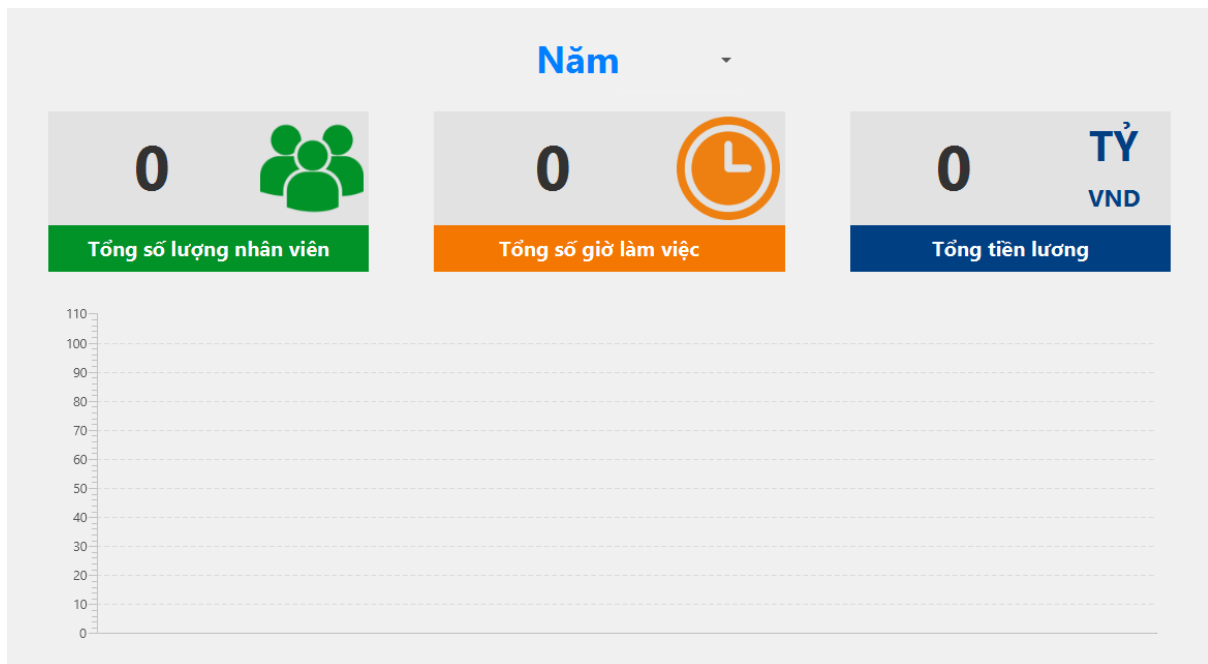 Năm
0
Tổng số lượng nhân viên
0
Tổng số giờ làm việc
0
TỶ
VND
Tổng tiền lương
110
100
90
80
70
60
50
40
30
20
10
0